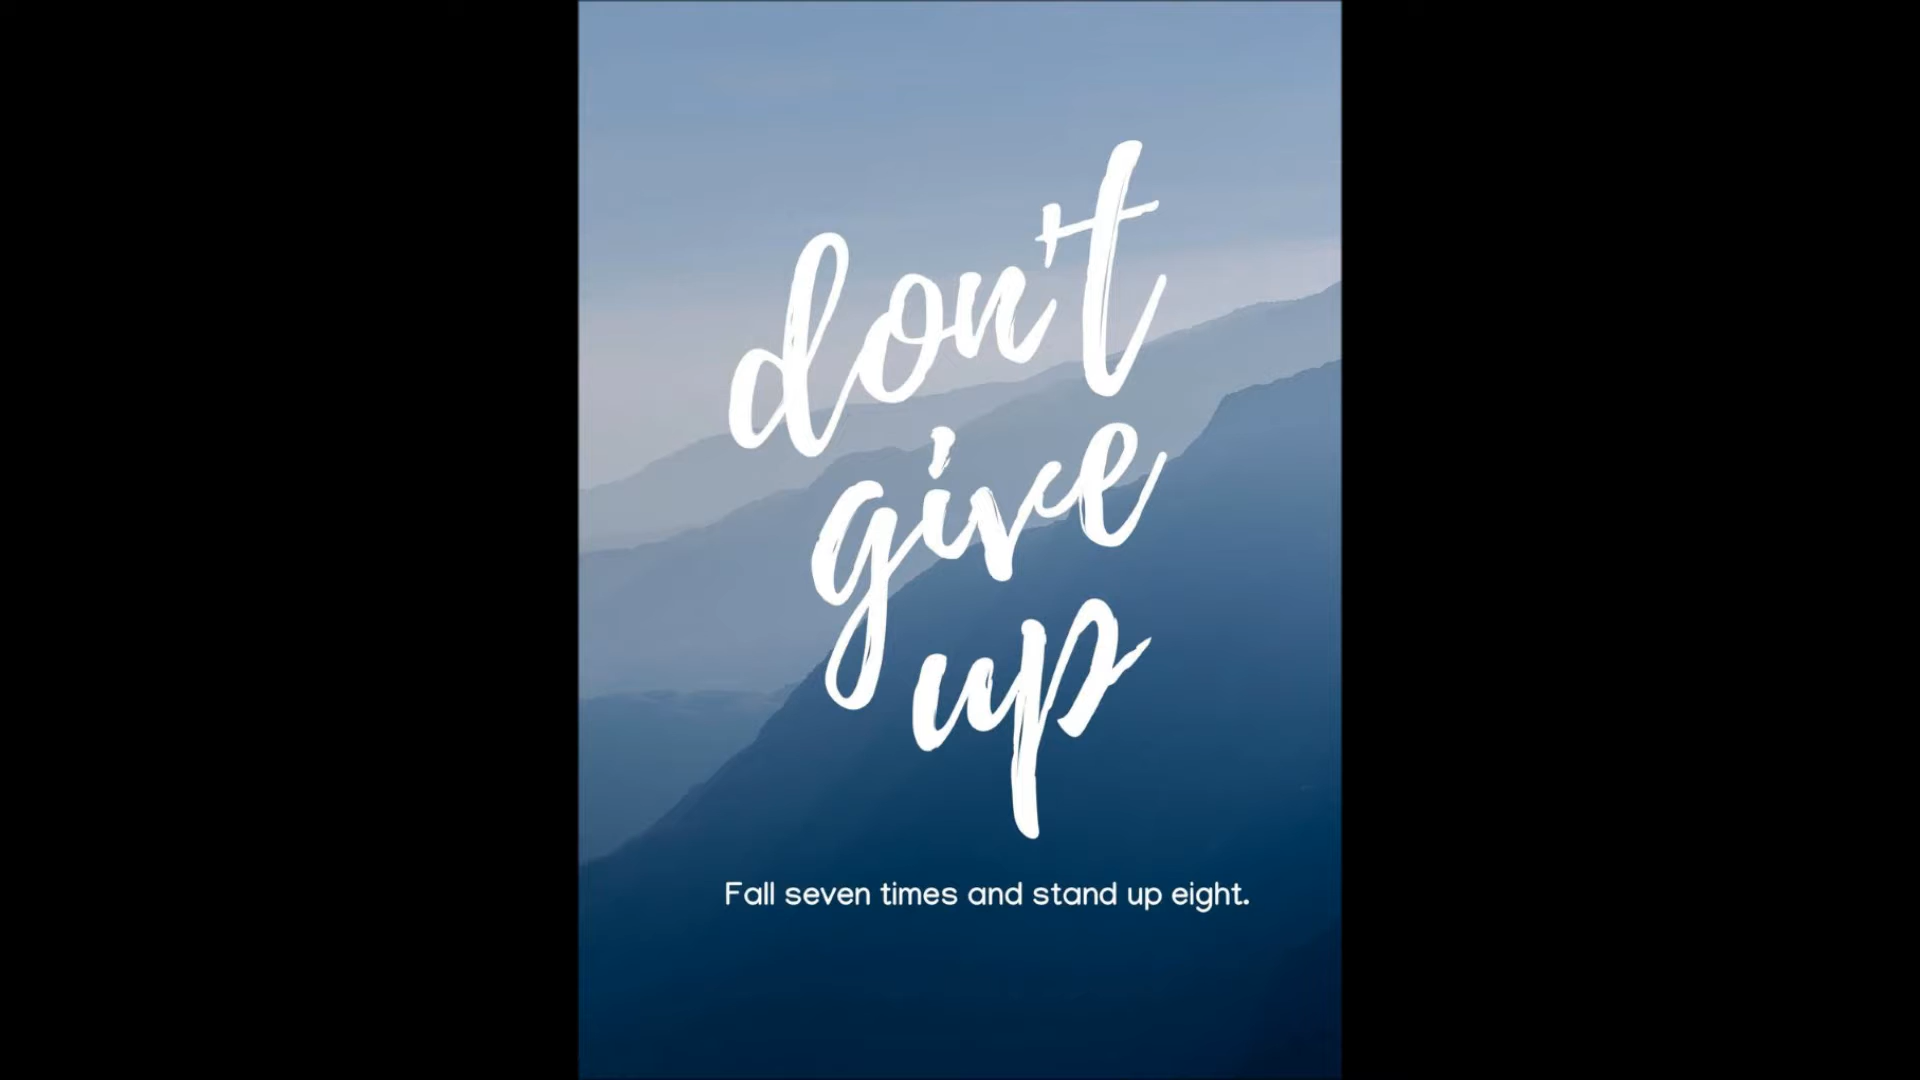 don't
give
up
Fall seven times and stand up eight.